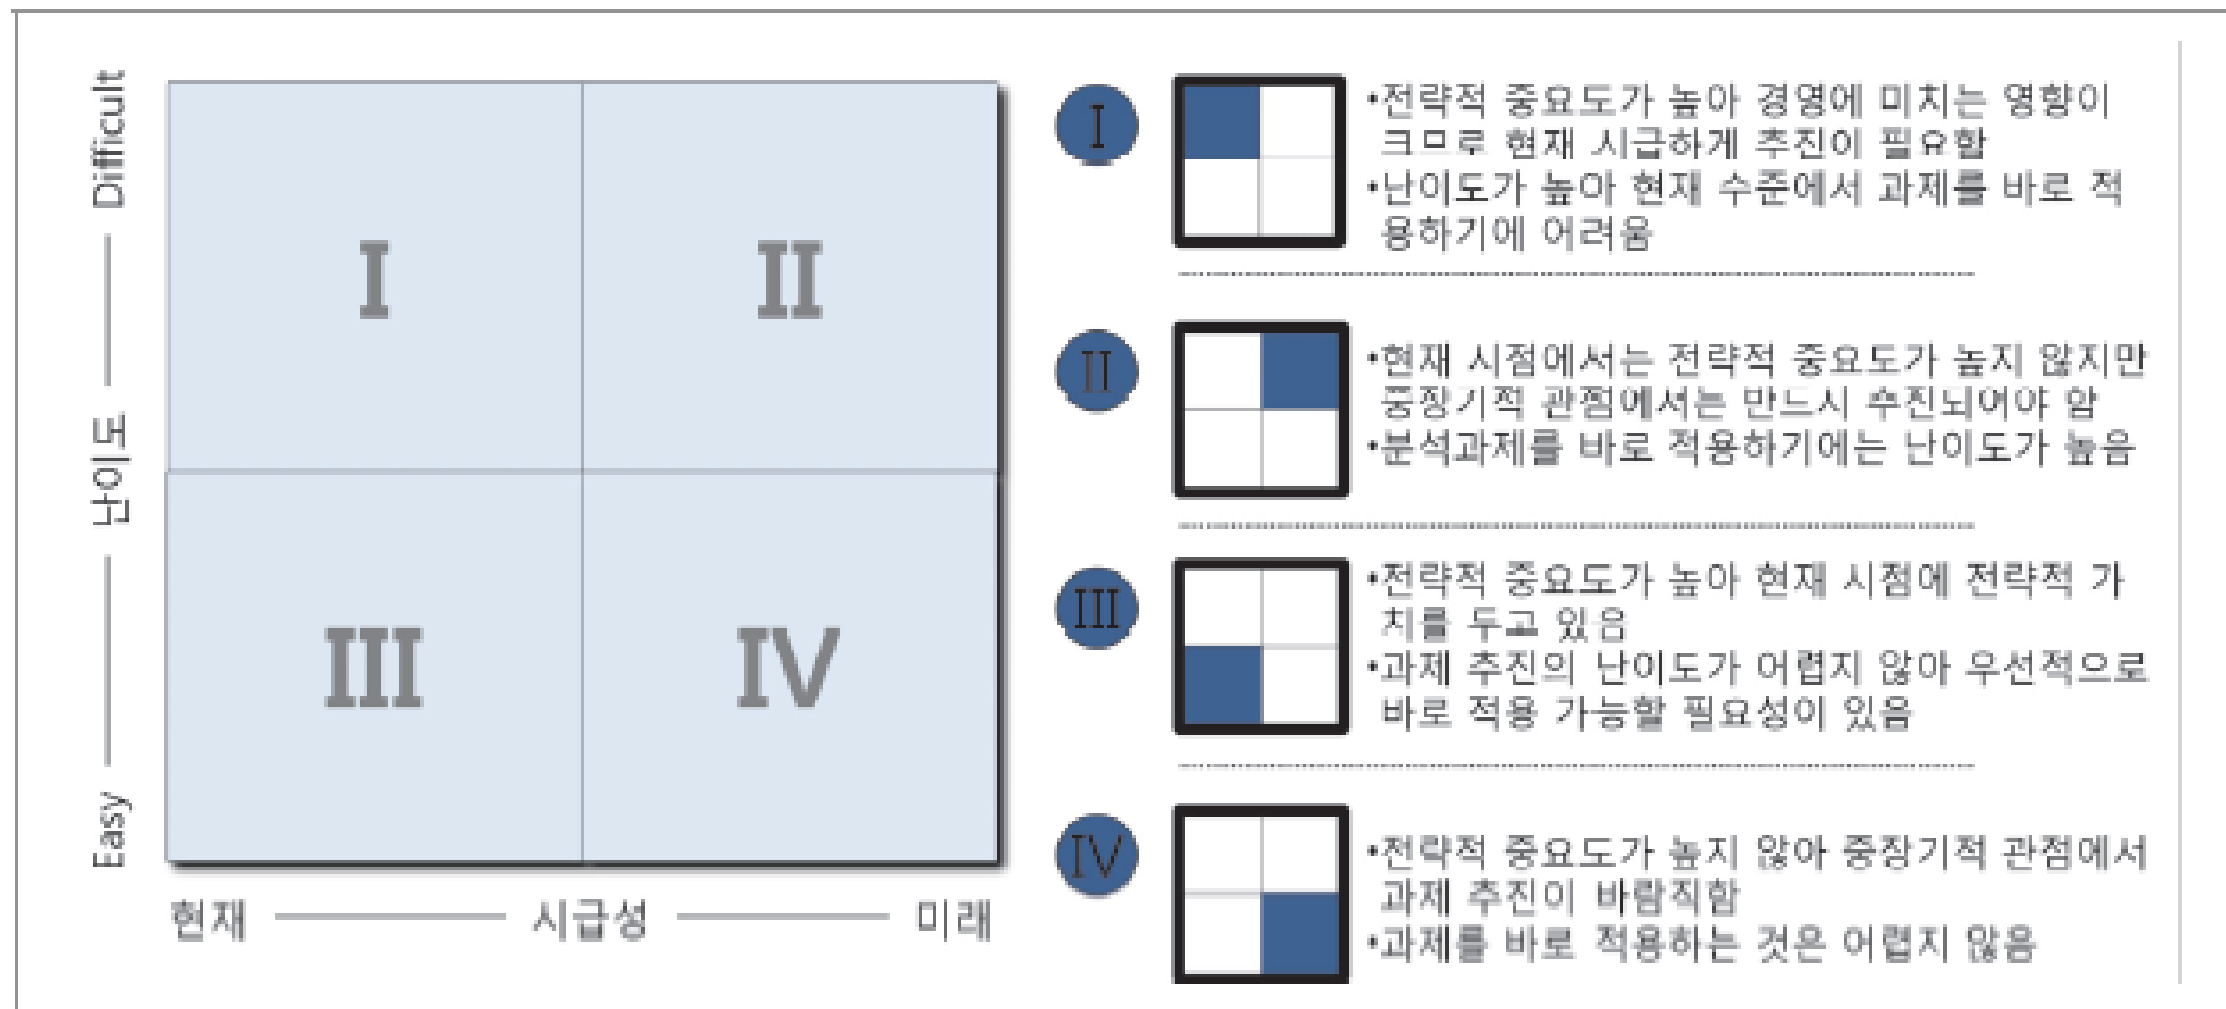 Difficult
난이도
Easy
I
II
III
IV
현재
시급성
미래
I
•전략적 중요도가 높아 경영에 미치는 영향이
크므로 현재 시급하게 추진이 필요함
•난이도가 높아 현재 수준에서 과제를 바로 적
용하기에 어려움
II
•현재 시점에서는 전략적 중요도가 높지 않지만
중장기적 관점에서는 반드시 추진되어야 함
•분석과제를 바로 적용하기에는 난이도가 높음
III
•전략적 중요도가 높아 현재 시점에 전략적 가
치를 두고 있음
•과제 추진의 난이도가 어렵지 않아 우선적으로
바로 적용 가능할 필요성이 있음
IV
•전략적 중요도가 높지 않아 중장기적 관점에서
과제 추진이 바람직함
•과제를 바로 적용하는 것은 어렵지 않음